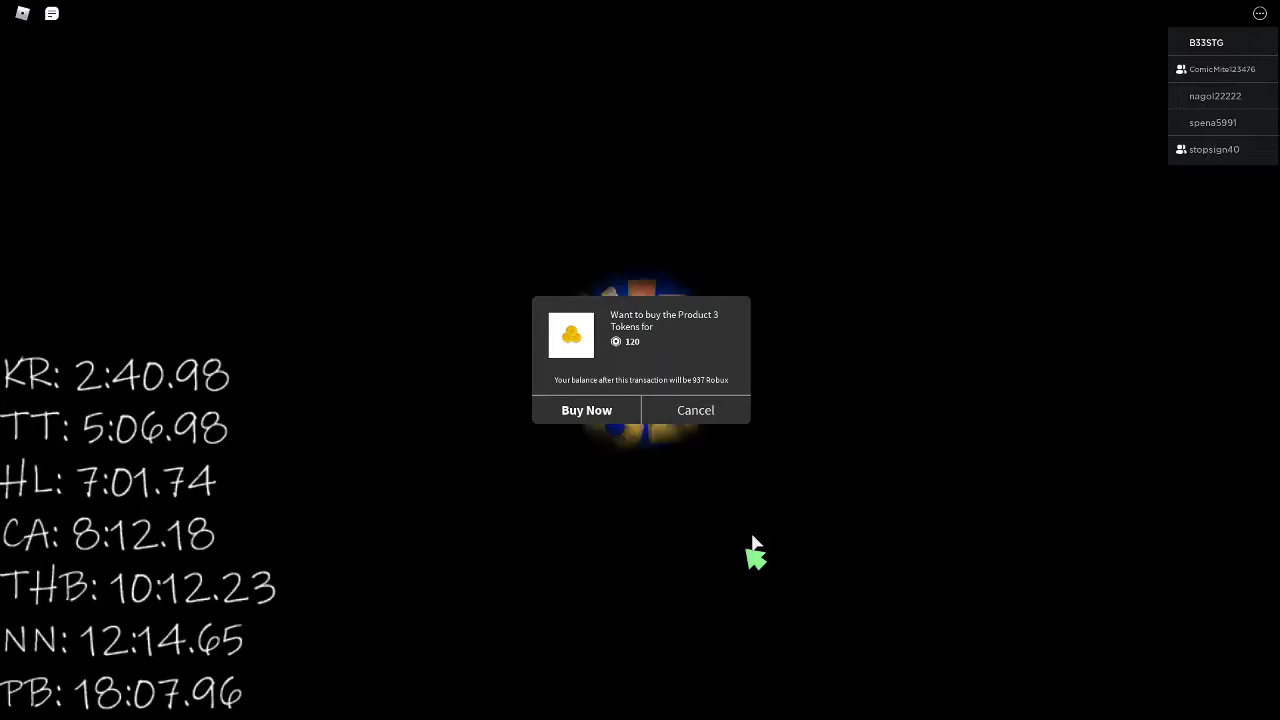 B33STG
ComicMite123476
nagol22222
spena5991
stopsign40
Want to buy the Product 3
Tokens for
120
Your balance after this transaction will be 937 Robux
Buy Now
Cancel
KR: 2:40.98
TT: 5:06.98
HL: 7:01.74
CA: 8:12.18
THB: 10:12.23
NN: 12:14.65
PB: 18:07.96